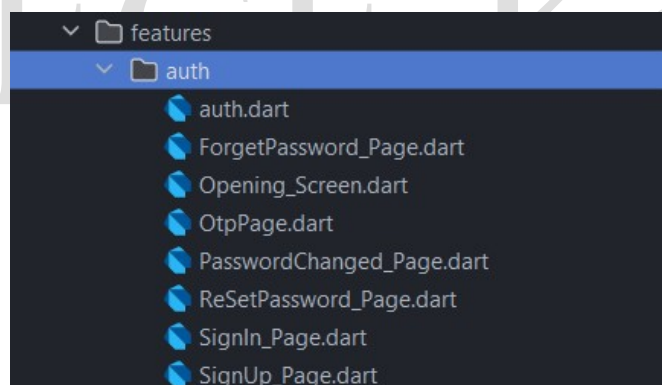 features
auth
auth.dart
ForgetPassword_Page.dart
Opening_Screen.dart
OtpPage.dart
PasswordChanged_Page.dart
ReSetPassword_Page.dart
SignIn_Page.dart
SignUp_Page.dart